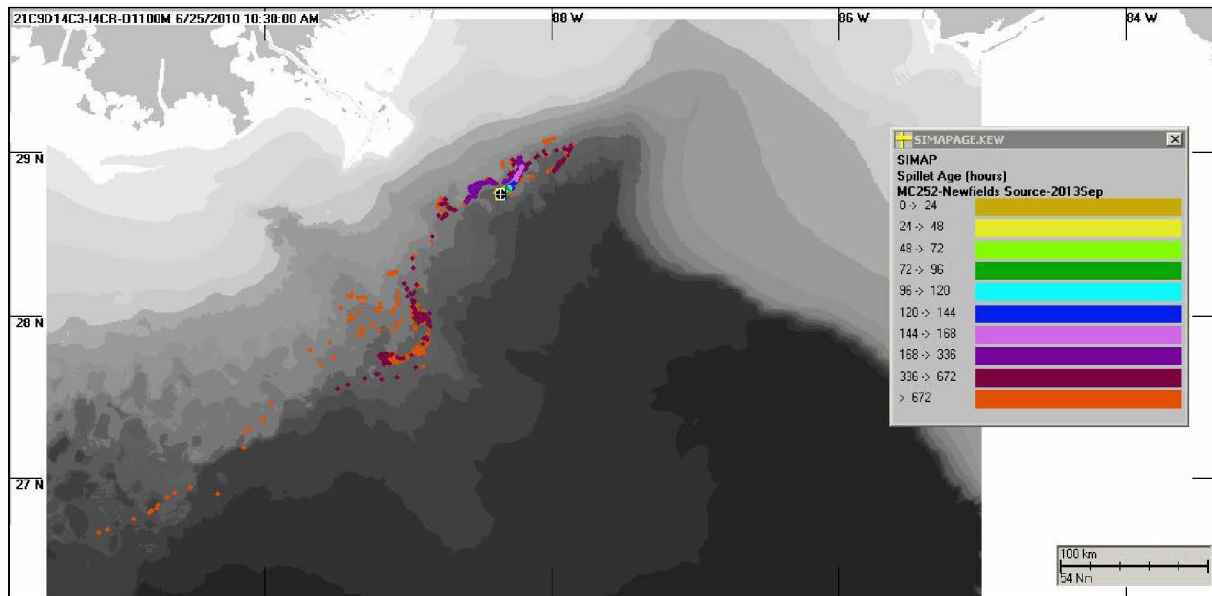 21C9D14C3-I4CR-D1100M 6/25/2010 10:30:00 AM
88 W
86 W
84 W
29 N
28 N
27 N
SIMAPAGE.KEW
SIMAP
Spillet Age (hours)
MC252-Newfields Source-2013Sep
0 -> 24
24 -> 48
48 -> 72
72 -> 96
96 -> 120
120 -> 144
144 -> 168
168 -> 336
336 -> 672
> 672
100 km
54 Nm